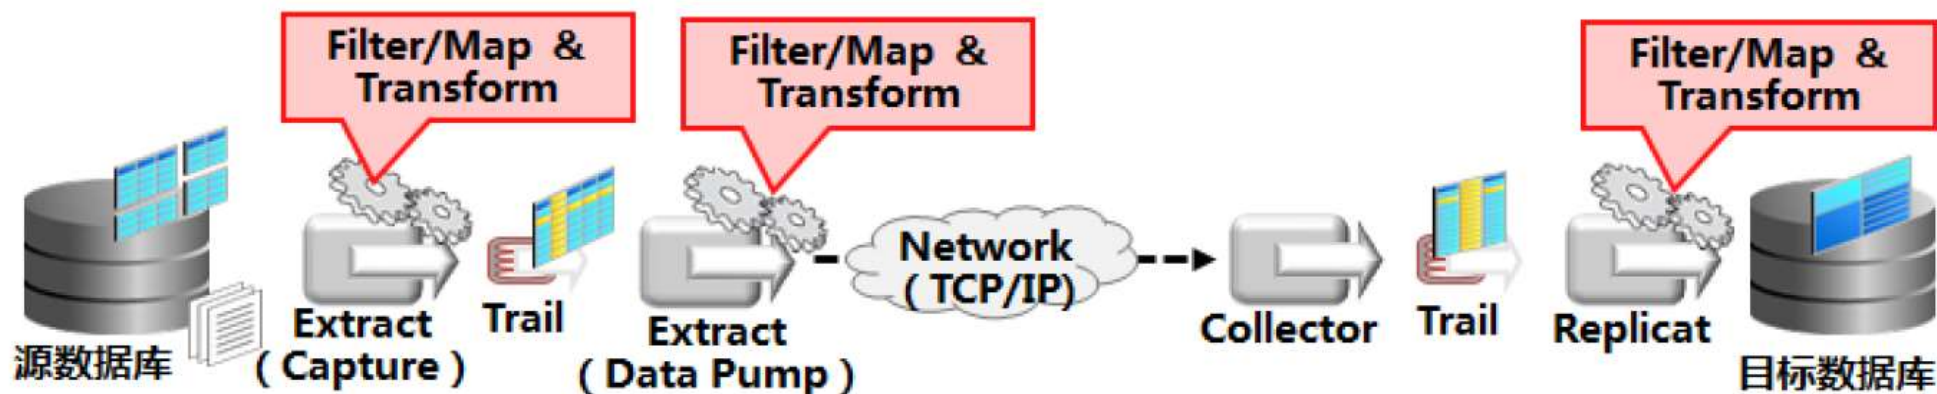 Filter/Map &
Transform
Filter/Map &
Transform
Filter/Map &
Transform
源数据库
Extract
(Capture)
Trail
Extract
(Data Pump)
Network
(TCP/IP)
Collector
Trail
Replicat
目标数据库